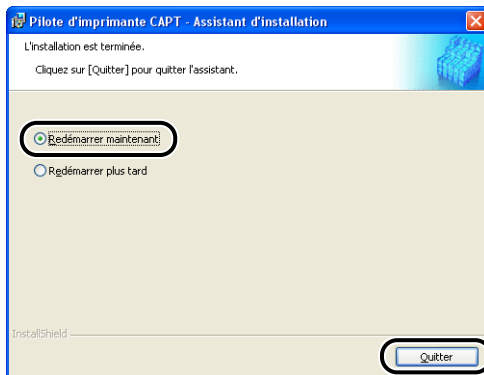 Pilote d'imprimante CAPT - Assistant d'installation
L'installation est terminée.
Cliquez sur [Quitter] pour quitter l'assistant.
Redémarrer maintenant
Redémarrer plus tard
InstallShield
Quitter